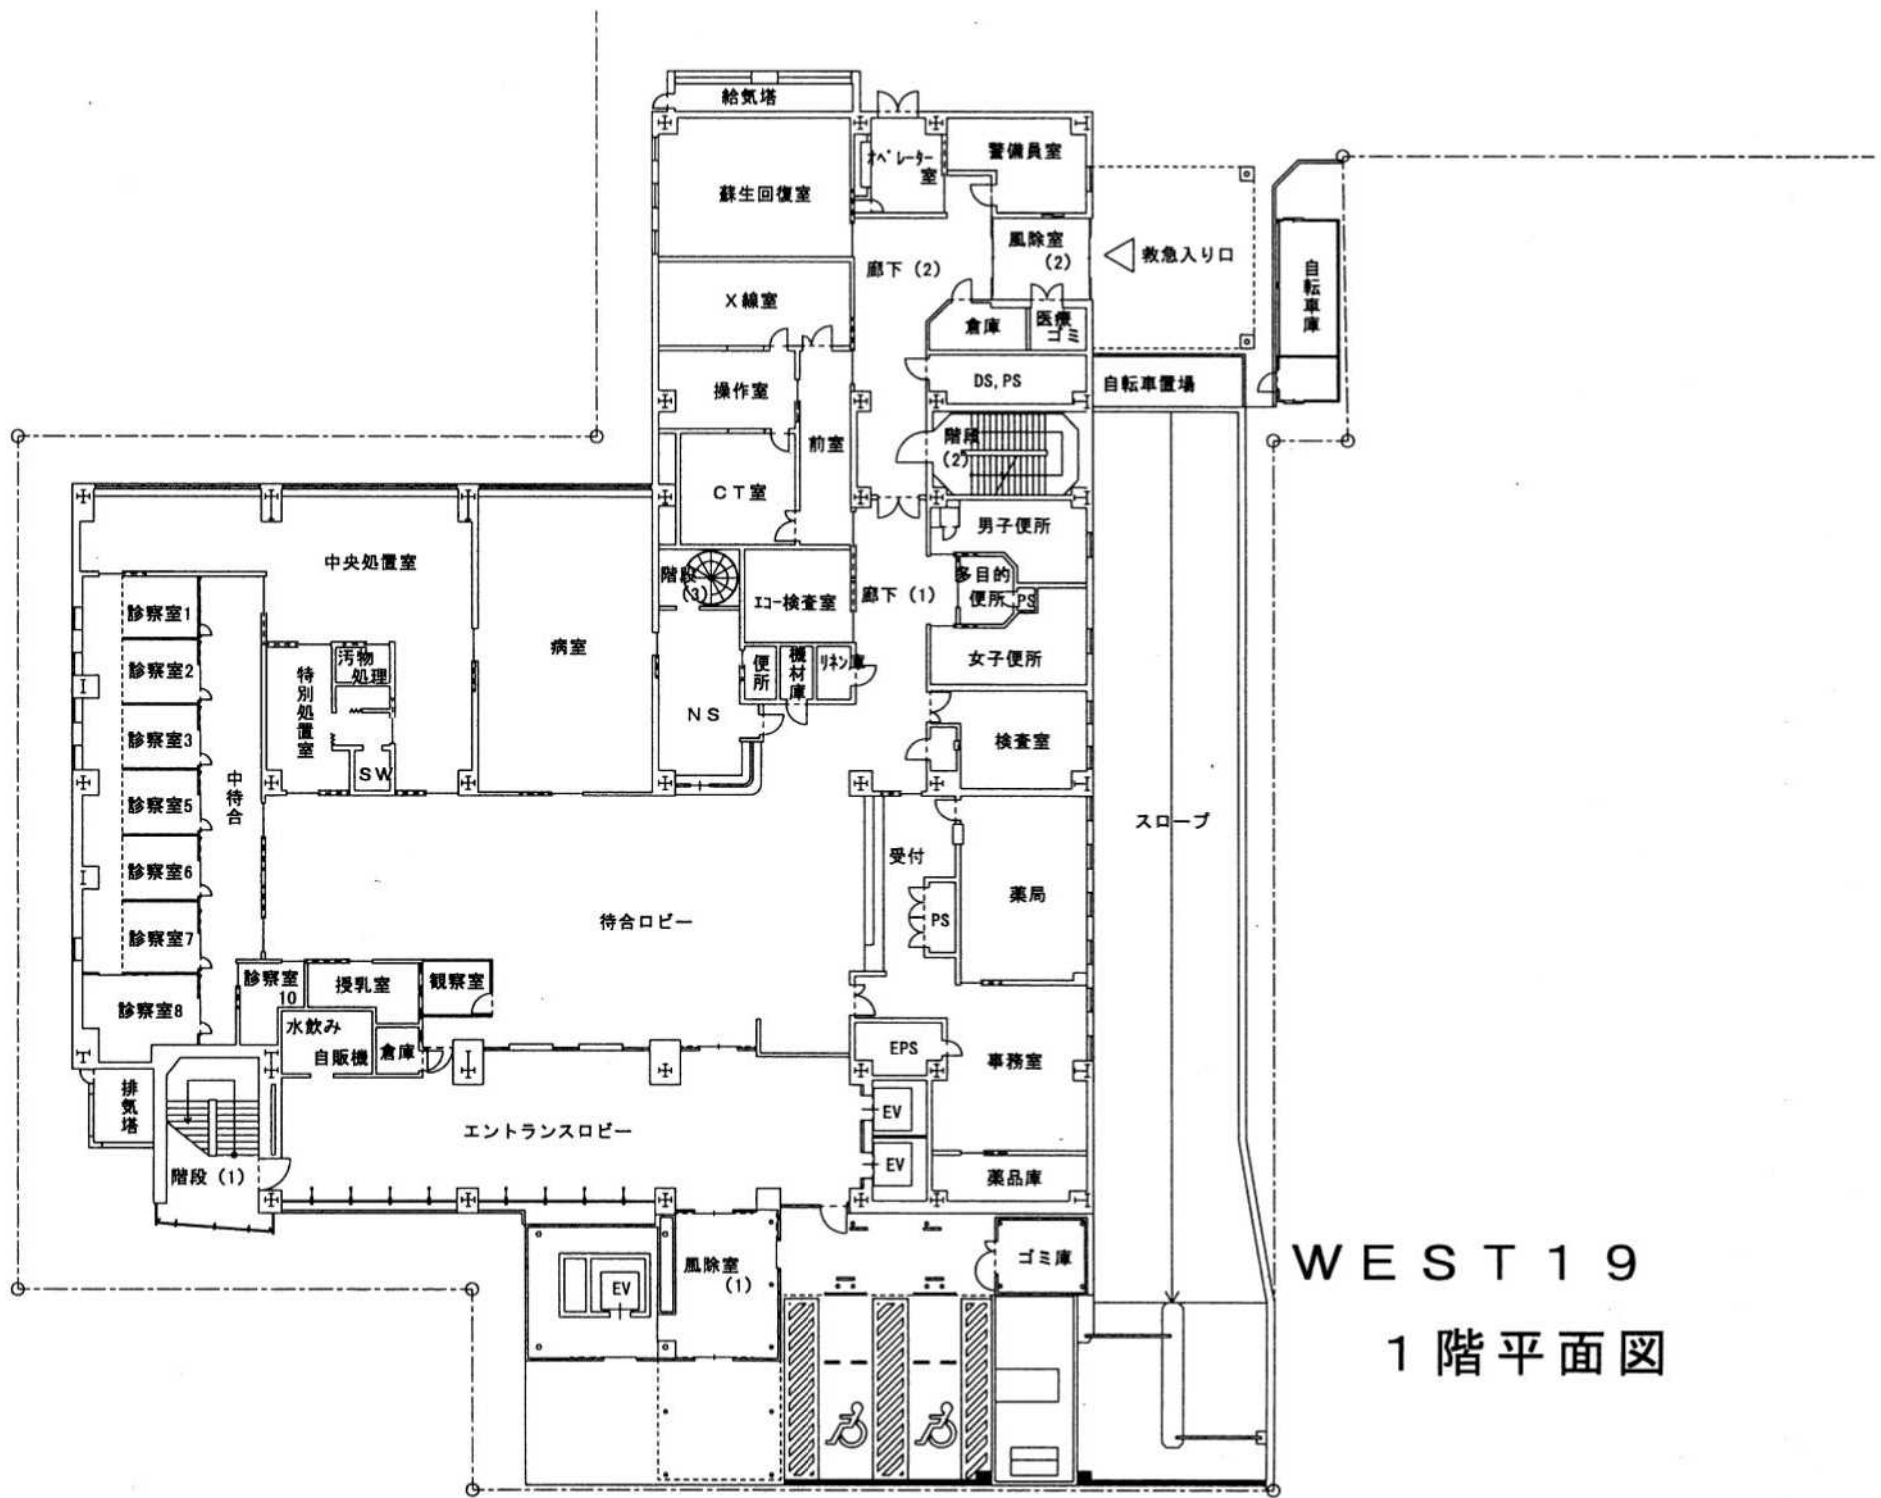 給気塔
オペレーター
室
警備員室
蘇生回復室
風除室
(2)
救急入り口
廊下(2)
自転車庫
X線室
倉庫
医療
ゴミ
操作室
DS,PS
自転車置場
前室
階段
(2)
CT室
男子便所
中央処置室
階段
(3)
エコー検査室
廊下(1)
多目的
便所
PS
診察室1
病室
女子便所
診察室2
汚物
処理
特別処置室
便所
機材庫
リネン庫
NS
診察室3
検査室
SW
中待合
診察室5
スロープ
受付
診察室6
薬局
待合ロビー
PS
診察室7
診察室
10
授乳室
観察室
診察室8
水飲み
自販機
倉庫
EPS
事務室
排気塔
EV
エントランスロビー
EV
階段(1)
薬品庫
風除室
(1)
EV
ゴミ庫
WEST19
1階平面図